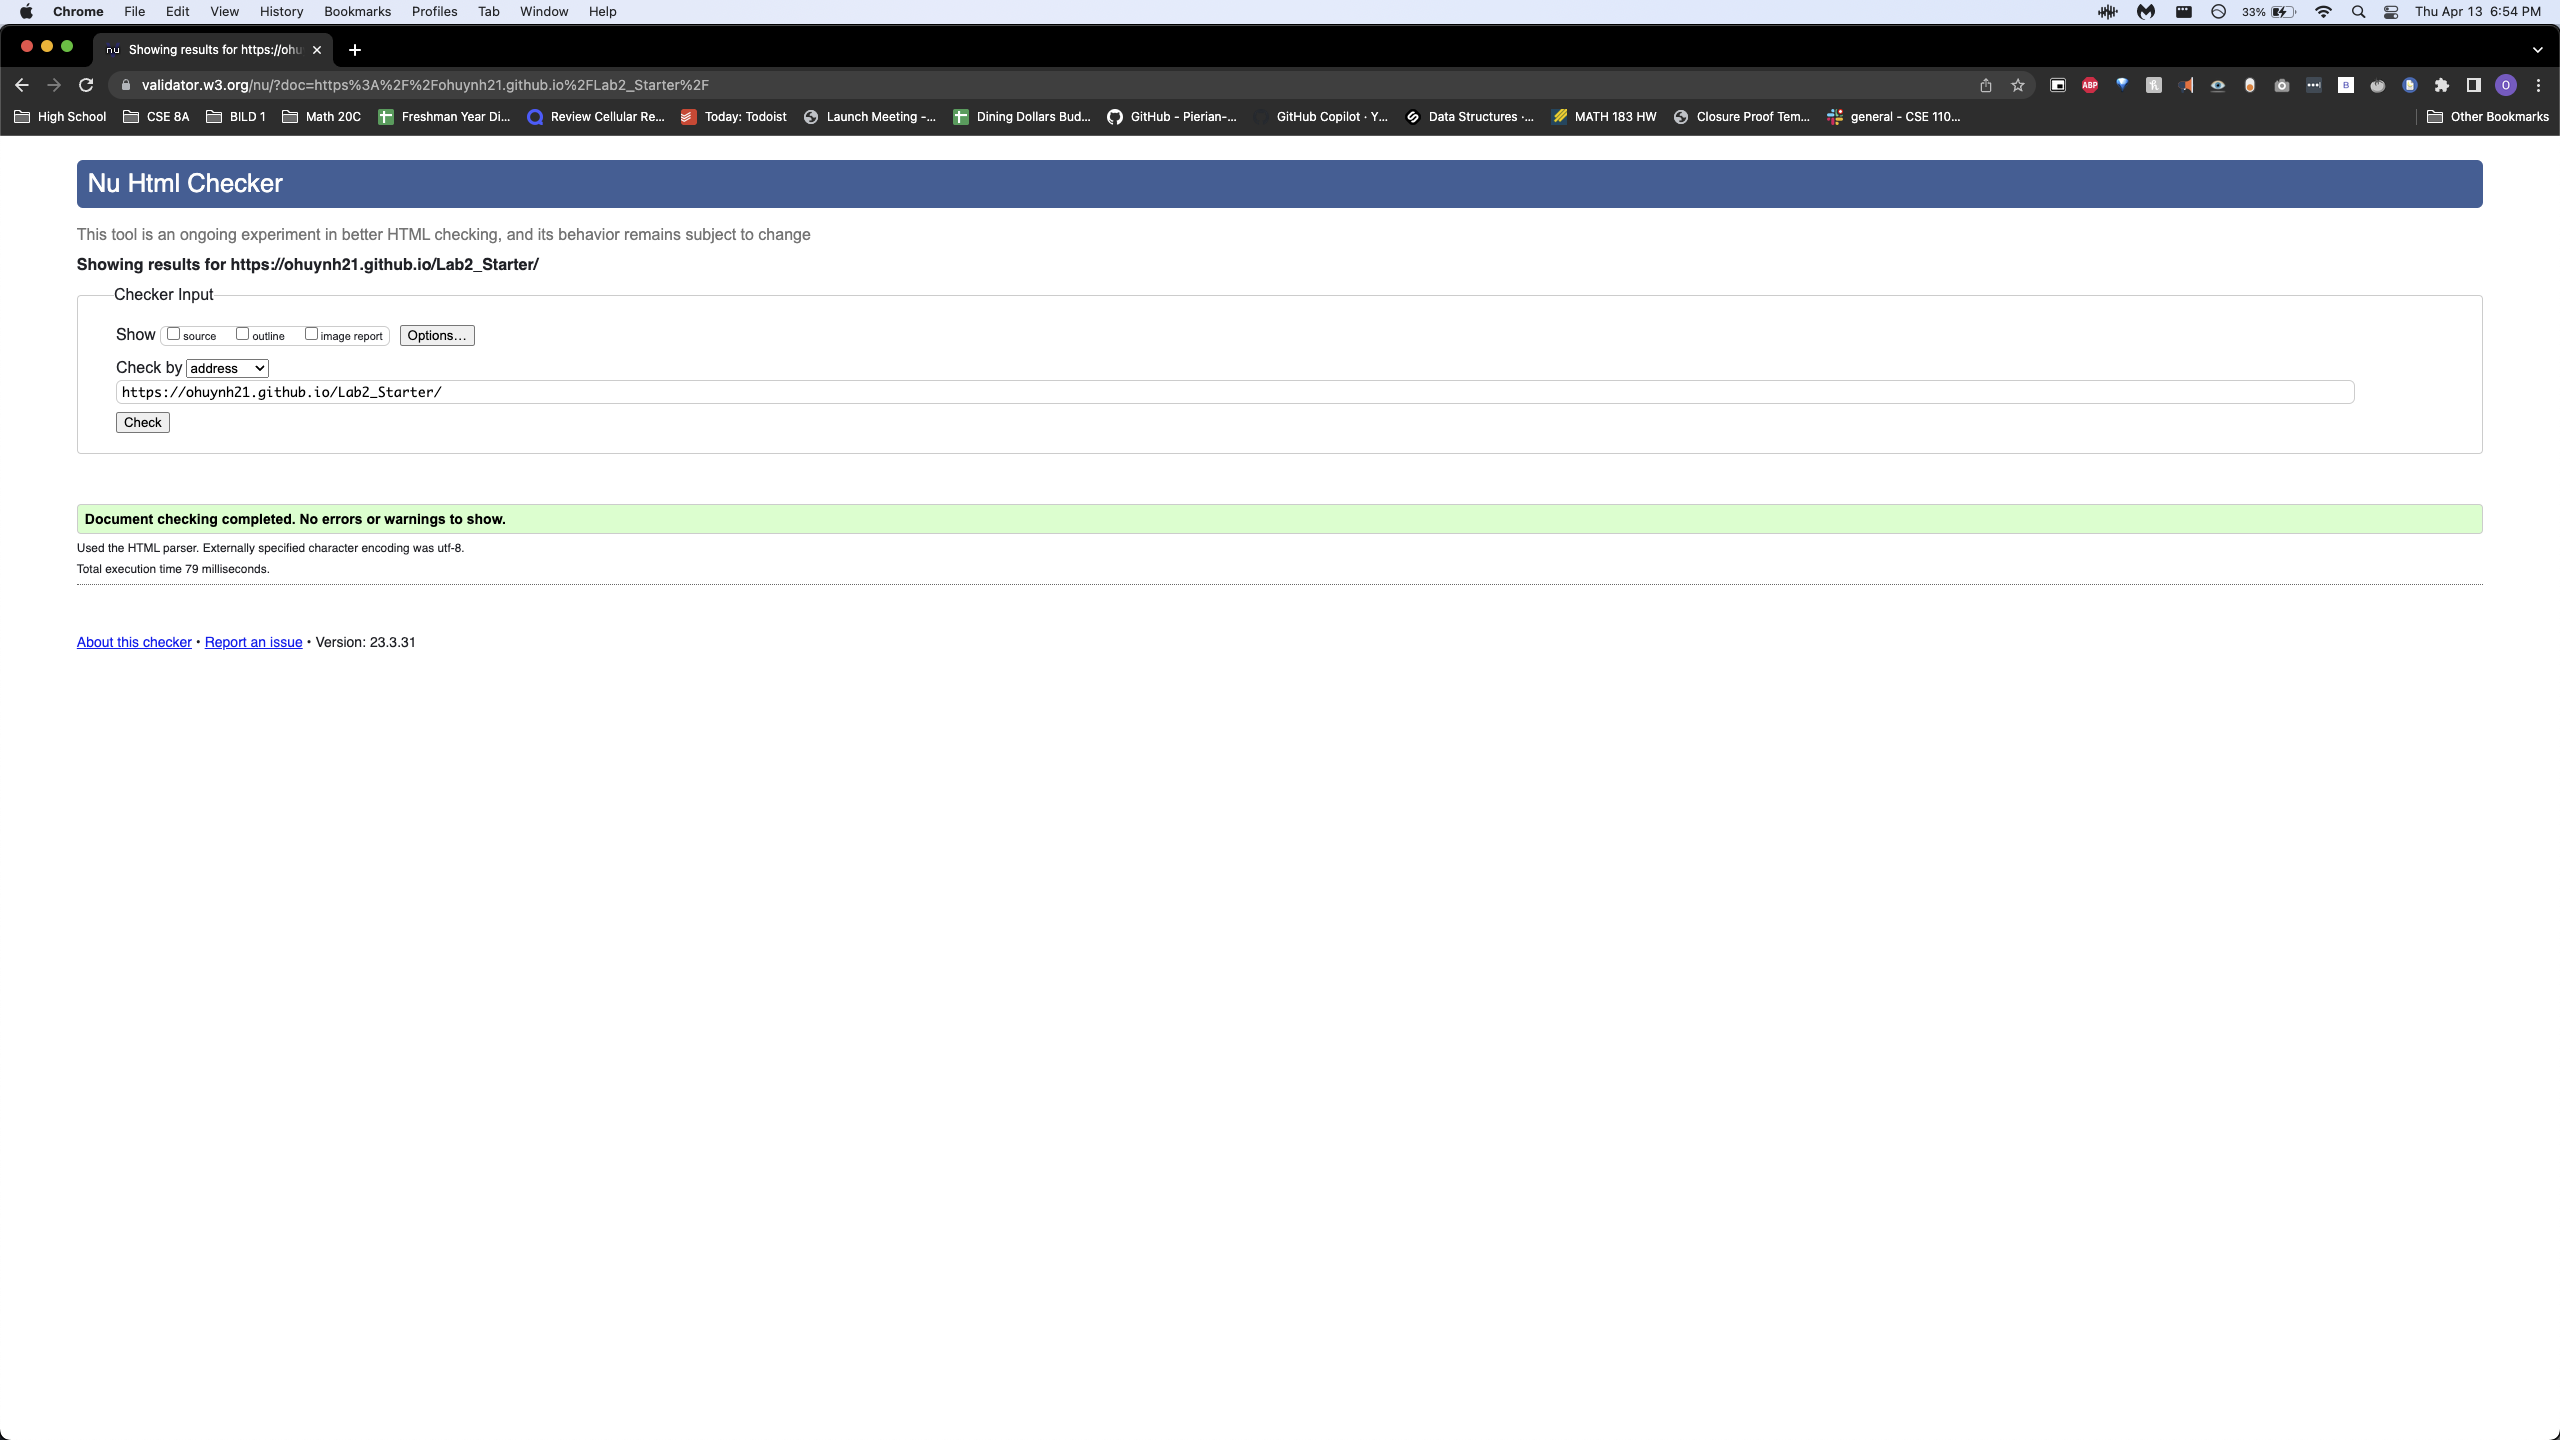 Chrome File Edit View History Bookmarks Profiles Tab Window Help 33% Thu Apr 13 6:54 PM
nu Showing results for https://ohu
validator.w3.org/nu/?doc=https%3A%2F%2Fohuynh21.github.io%2FLab2_Starter%2F ABP B O
High School CSE 8A BILD 1 Math 20C Freshman Year Di... Review Cellular Re... Today: Todoist Launch Meeting -... Dining Dollars Bud... GitHub - Pierian-... GitHub Copilot · Y... Data Structures ·... MATH 183 HW Closure Proof Tem... general - CSE 110... Other Bookmarks
Nu Html Checker
This tool is an ongoing experiment in better HTML checking, and its behavior remains subject to change
Showing results for https://ohuynh21.github.io/Lab2_Starter/
Checker Input
Show source outline image report Options...
Check by address
https://ohuynh21.github.io/Lab2_Starter/
Check
Document checking completed. No errors or warnings to show.
Used the HTML parser. Externally specified character encoding was utf-8.
Total execution time 79 milliseconds.
About this checker • Report an issue • Version: 23.3.31